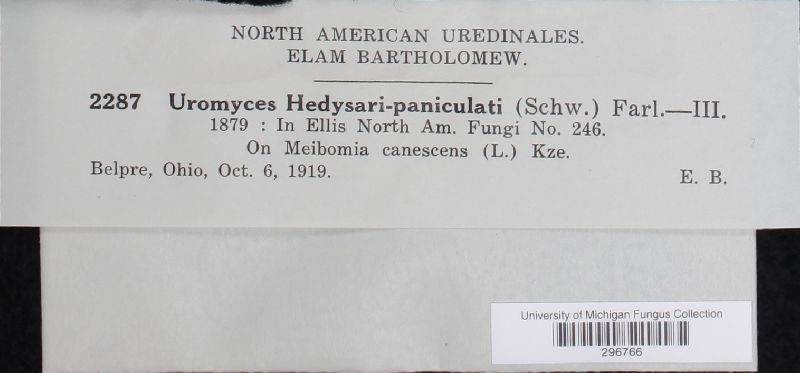 NORTH AMERICAN UREDINALES.
ELAM BARTHOLOMEW.
2287 Uromyces Hedysari-paniculati (Schw.) Farl.—III.
1879 : In Ellis North Am. Fungi No. 246.
On Meibomia canescens (L.) Kze.
Belpre, Ohio, Oct. 6, 1919. E. B.
University of Michigan Fungus Collection
296766